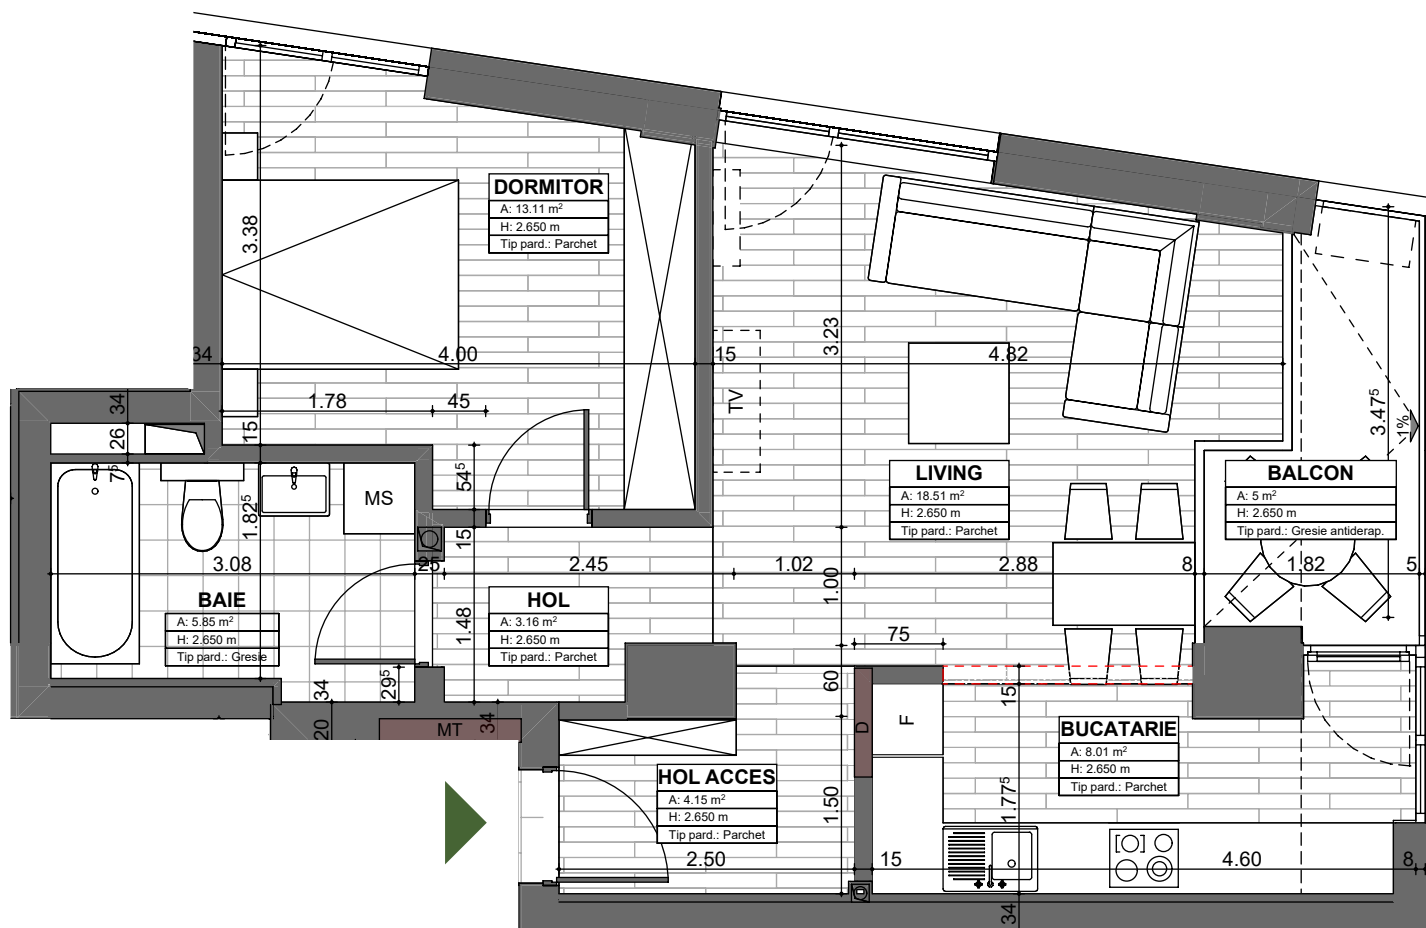 DORMITOR
A: 13.11 m²
H: 2.650 m
Tip pard.: Parchet
3.38
3.23
34
4.00
15
4.82
TV
1.78
45
34
15
26
3.47⁵
1%
LIVING
A: 18.51 m²
H: 2.650 m
Tip pard.: Parchet
BALCON
A: 5 m²
H: 2.650 m
Tip pard.: Gresie antiderap.
7⁵
54⁵
MS
1.82⁵
15
3.08
25
2.45
1.02
2.88
8
1.82
5
1.00
BAIE
A: 5.85 m²
H: 2.650 m
Tip pard.: Gresie
HOL
A: 3.16 m²
H: 2.650 m
Tip pard.: Parchet
1.48
75
34
29⁵
60
15
20
MT
34
D
F
BUCATARIE
A: 8.01 m²
H: 2.650 m
Tip pard.: Parchet
HOL ACCES
A: 4.15 m²
H: 2.650 m
Tip pard.: Parchet
1.50
1.77⁵
2.50
15
4.60
8
34